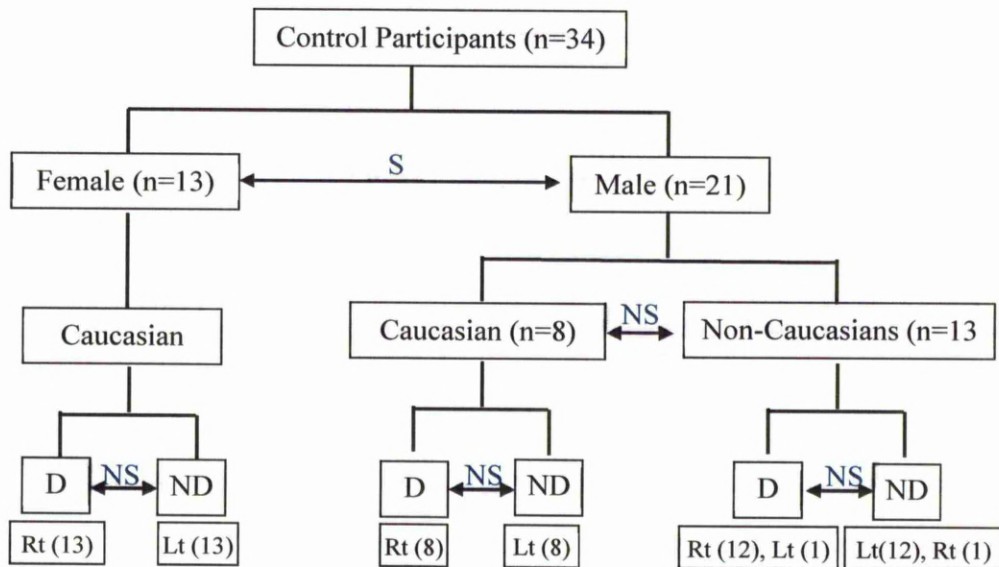 Control Participants (n=34)
Female (n=13)
S
Male (n=21)
Caucasian
Caucasian (n=8)
NS
Non-Caucasians (n=13
D
NS
ND
D
NS
ND
D
NS
ND
Rt (13)
Lt (13)
Rt (8)
Lt (8)
Rt (12), Lt (1)
Lt(12), Rt (1)